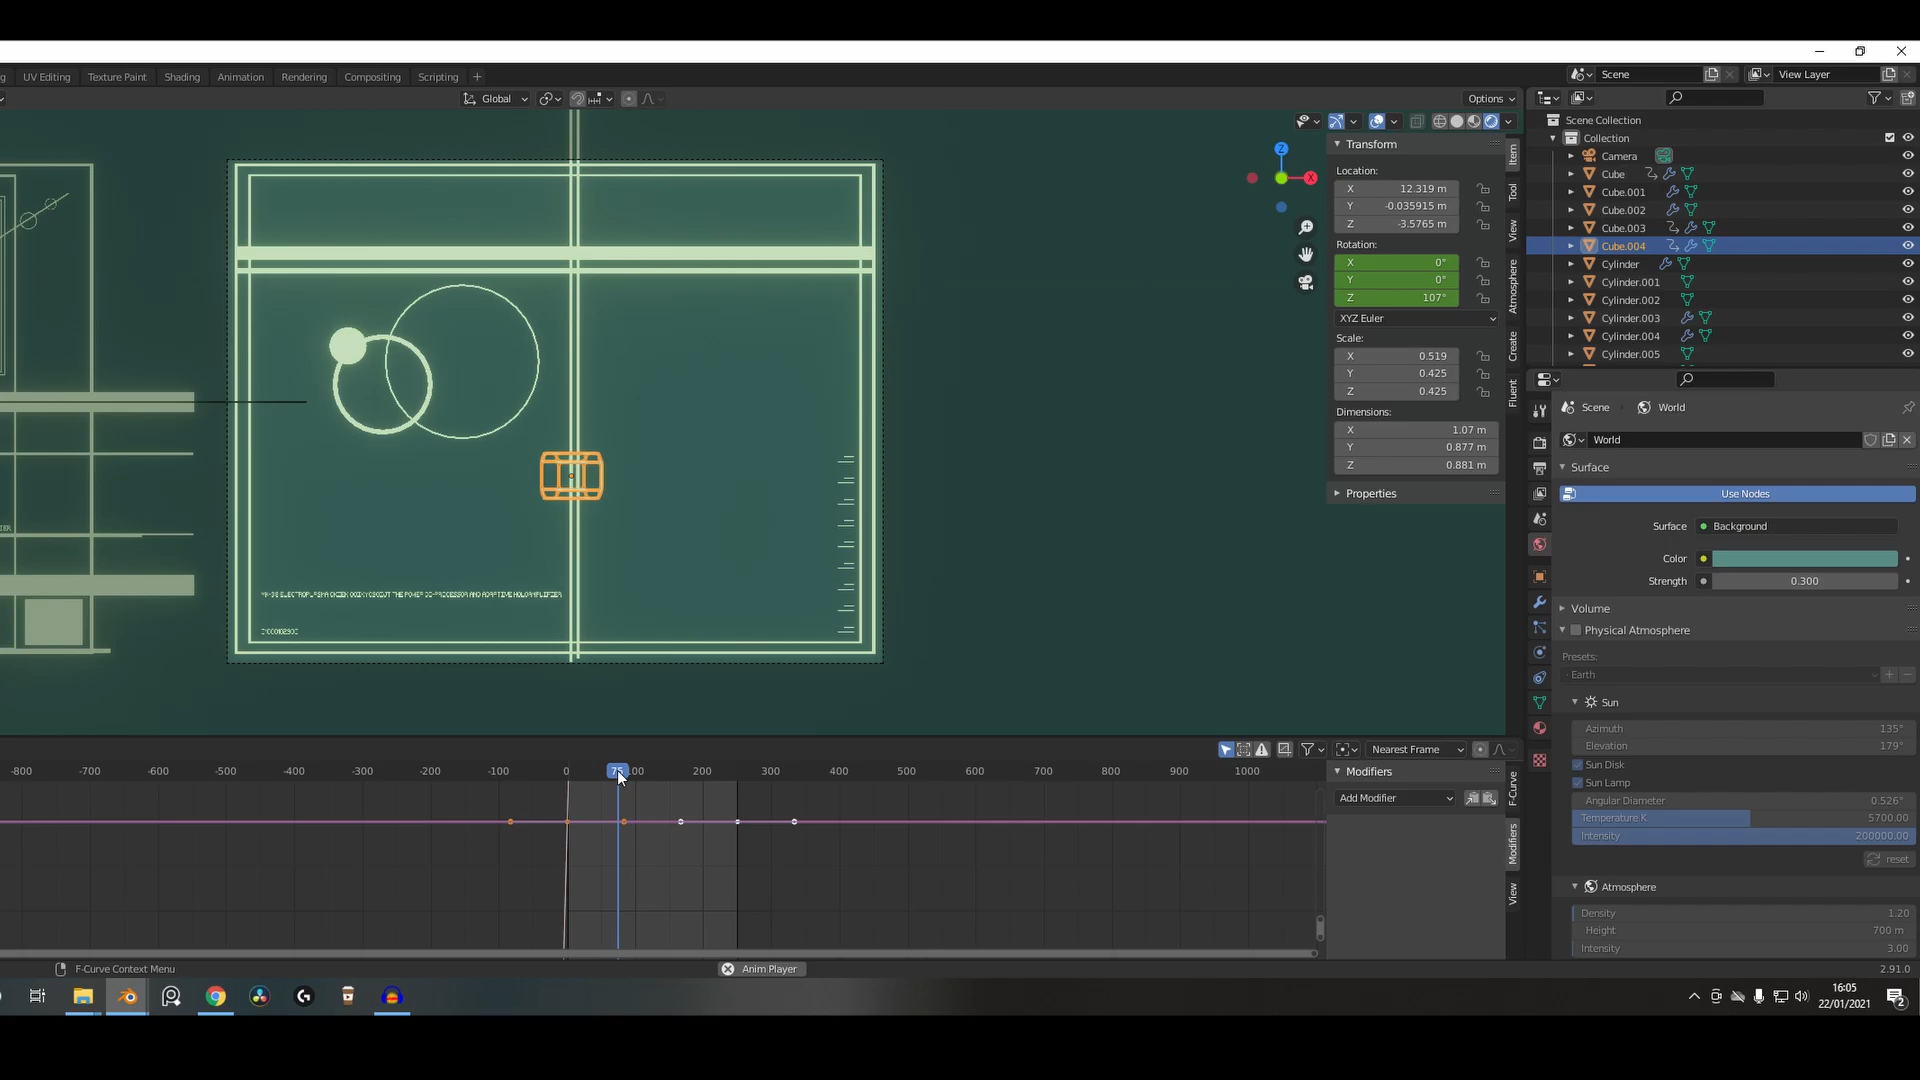 UV Editing Texture Paint Shading Animation Rendering Compositing Scripting +
Scene View Layer
Global Options
Scene Collection
Collection
Camera
Cube
Cube.001
Cube.002
Cube.003
Cube.004
Cylinder
Cylinder.001
Cylinder.002
Cylinder.003
Cylinder.004
Cylinder.005
Transform
Location:
X 12.319 m
Y -0.035915 m
Z -3.5765 m
Rotation:
X 0°
Y 0°
Z 107°
XYZ Euler
Scale:
X 0.519
Y 0.425
Z 0.425
Dimensions:
X 1.07 m
Y 0.877 m
Z 0.881 m
Properties
Item
Tool
View
Atmosphere
Create
Fluent
Z
X
Scene World
World
Surface
Use Nodes
Surface Background
Color
Strength 0.300
Volume
Physical Atmosphere
Presets:
Earth
Sun
Azimuth 135°
Elevation 179°
Sun Disk
Sun Lamp
Angular Diameter 0.526°
Temperature K 5700.00
Intensity 200000.00
reset
Atmosphere
Density 1.20
Height 700 m
Intensity 3.00
Nearest Frame
-800 -700 -600 -500 -400 -300 -200 -100 0 75 100 200 300 400 500 600 700 800 900 1000
Modifiers
Add Modifier
F-Curve
Modifiers
View
F-Curve Context Menu
Anim Player
2.91.0
16:05
22/01/2021
2